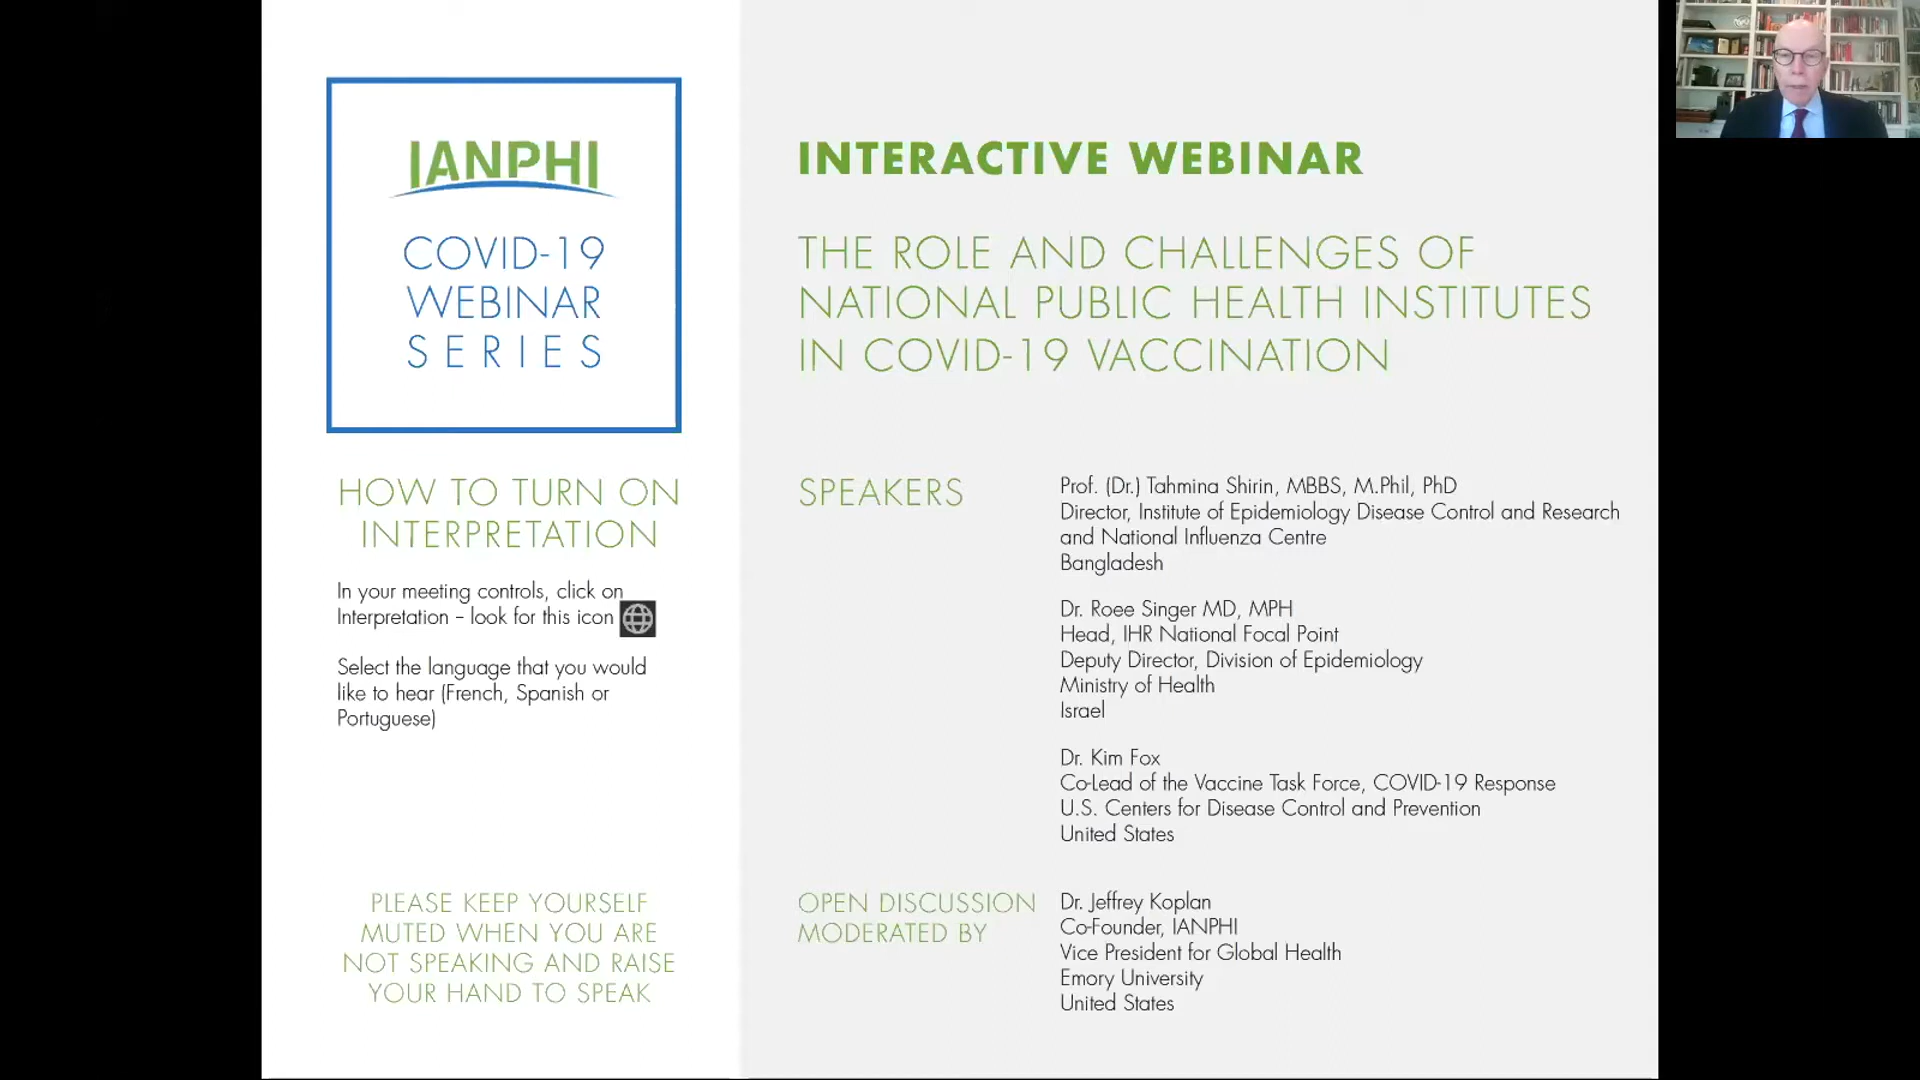 IANPHI
COVID-19
WEBINAR
SERIES
HOW TO TURN ON
INTERPRETATION
In your meeting controls, click on
Interpretation – look for this icon
Select the language that you would
like to hear (French, Spanish or
Portuguese)
PLEASE KEEP YOURSELF
MUTED WHEN YOU ARE
NOT SPEAKING AND RAISE
YOUR HAND TO SPEAK
INTERACTIVE WEBINAR
THE ROLE AND CHALLENGES OF
NATIONAL PUBLIC HEALTH INSTITUTES
IN COVID-19 VACCINATION
SPEAKERS
Prof. (Dr.) Tahmina Shirin, MBBS, M.Phil, PhD
Director, Institute of Epidemiology Disease Control and Research
and National Influenza Centre
Bangladesh
Dr. Roee Singer MD, MPH
Head, IHR National Focal Point
Deputy Director, Division of Epidemiology
Ministry of Health
Israel
Dr. Kim Fox
Co-Lead of the Vaccine Task Force, COVID-19 Response
U.S. Centers for Disease Control and Prevention
United States
OPEN DISCUSSION
MODERATED BY
Dr. Jeffrey Koplan
Co-Founder, IANPHI
Vice President for Global Health
Emory University
United States